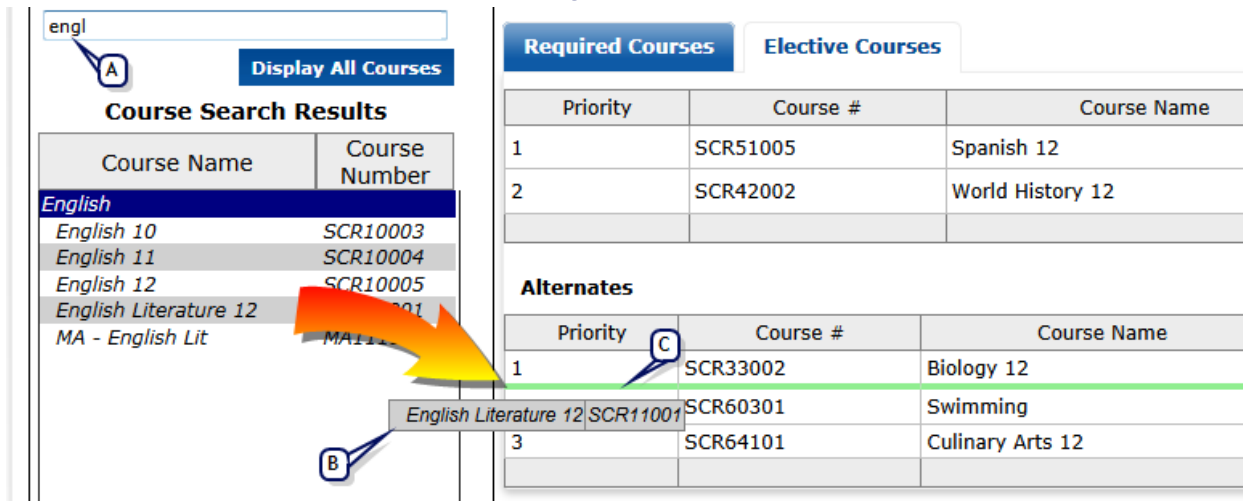 engl
A
Display All Courses
Course Search Results
Course Name Course Number
English
English 10 SCR10003
English 11 SCR10004
English 12 SCR10005
English Literature 12
MA - English Lit
Required Courses Elective Courses
Priority Course # Course Name
1 SCR51005 Spanish 12
2 SCR42002 World History 12
Alternates
Priority Course # Course Name
C
1 SCR33002 Biology 12
English Literature 12 SCR11001
SCR60301 Swimming
3 SCR64101 Culinary Arts 12
B